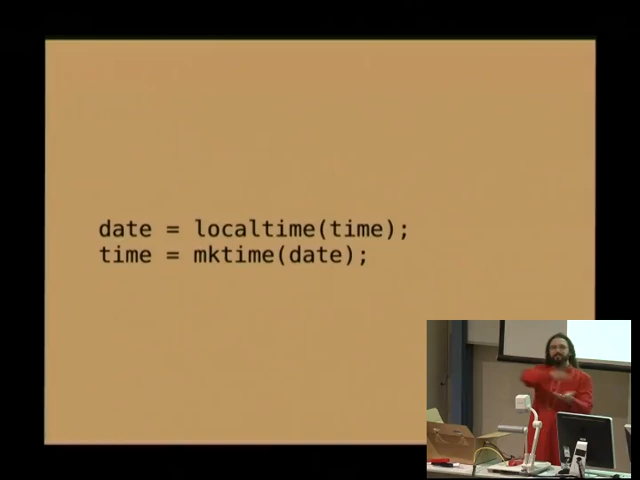 date = localtime(time);
time = mktime(date);